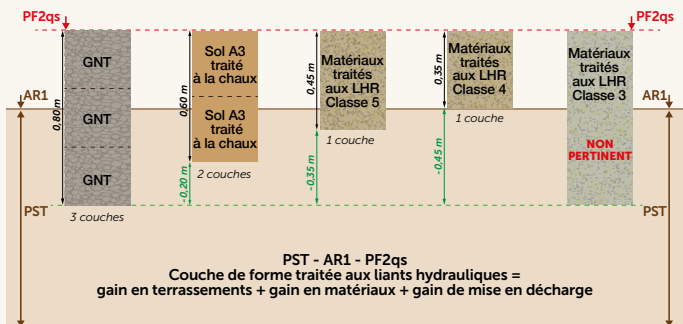 PF2qs
PF2qs
GNT
GNT
GNT
0,80 m
3 couches
Sol A3
traité
à la chaux
Sol A3
traité
à la chaux
0,60 m
-0,20 m
2 couches
Matériaux
traités
aux LHR
Classe 5
0,45 m
-0,35 m
1 couche
Matériaux
traités
aux LHR
Classe 4
0,35 m
-0,45 m
1 couche
Matériaux
traités
aux LHR
Classe 3
NON
PERTINENT
AR1
AR1
PST
PST
PST - AR1 - PF2qs
Couche de forme traitée aux liants hydrauliques =
gain en terrassements + gain en matériaux + gain de mise en décharge